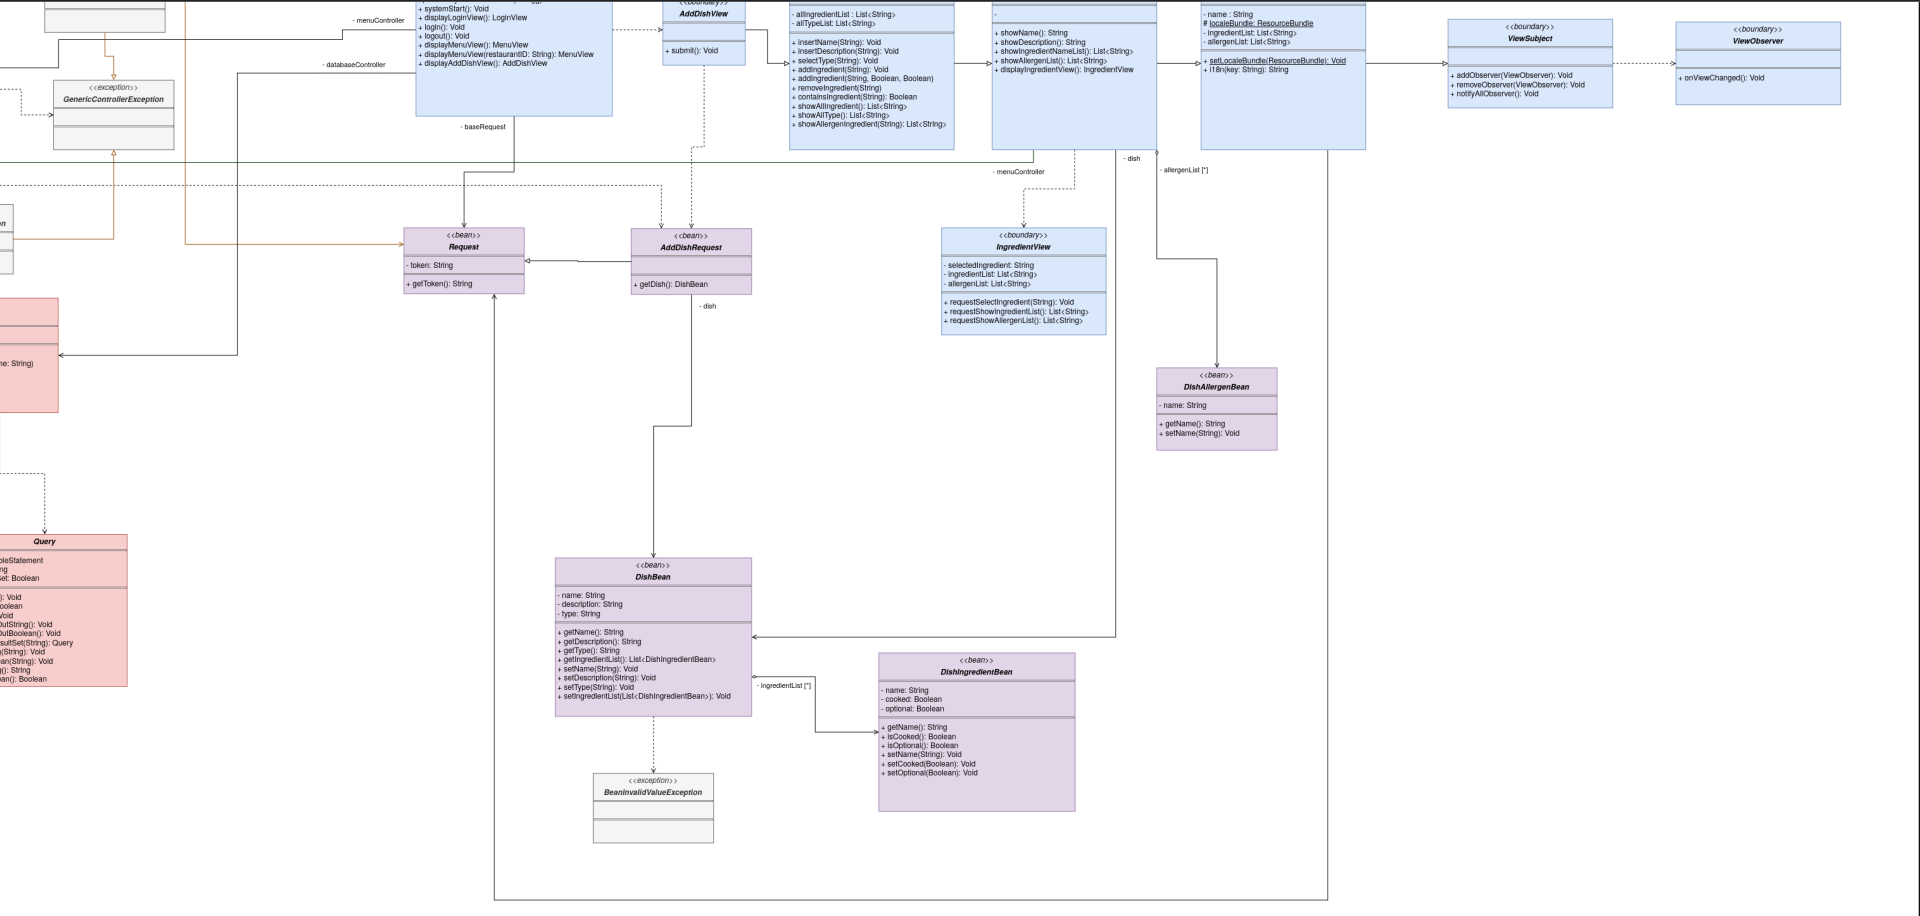 + systemStart(): Void
+ displayLoginView(): LoginView
+ login(): Void
+ logout(): Void
+ displayMenuView(): MenuView
+ displayMenuView(restaurantID: String): MenuView
+ displayAddDishView(): AddDishView
- menuController
- databaseController
- baseRequest
AddDishView
+ submit(): Void
- allIngredientList : List<String>
- allTypeList: List<String>
+ insertName(String): Void
+ insertDescription(String): Void
+ selectType(String): Void
+ addIngredient(String): Void
+ addIngredient(String, Boolean, Boolean)
+ removeIngredient(String)
+ containsIngredient(String): Boolean
+ showAllIngredient(): List<String>
+ showAllType(): List<String>
+ showAllergenIngredient(String): List<String>
-
+ showName(): String
+ showDescription(): String
+ showIngredientNameList(): List<String>
+ showAllergenList(): List<String>
+ displayIngredientView(): IngredientView
- name : String
# localeBundle: ResourceBundle
- ingredientList: List<String>
- allergenList: List<String>
+ setLocaleBundle(ResourceBundle): Void
+ i18n(key: String): String
<<boundary>>
ViewSubject
+ addObserver(ViewObserver): Void
+ removeObserver(ViewObserver): Void
+ notifyAllObserver(): Void
<<boundary>>
ViewObserver
+ onViewChanged(): Void
<<exception>>
GenericControllerException
- menuController
- dish
- allergenList [*]
<<bean>>
Request
- token: String
+ getToken(): String
<<bean>>
AddDishRequest
+ getDish(): DishBean
- dish
<<boundary>>
IngredientView
- selectedIngredient: String
- ingredientList: List<String>
- allergenList: List<String>
+ requestSelectIngredient(String): Void
+ requestShowIngredientList(): List<String>
+ requestShowAllergenList(): List<String>
<<bean>>
DishAllergenBean
- name: String
+ getName(): String
+ setName(String): Void
Query
): Void
Void
sultSet(String): Query
(String): Void
(): String
<<bean>>
DishBean
- name: String
- description: String
- type: String
+ getName(): String
+ getDescription(): String
+ getType(): String
+ getIngredientList(): List<DishIngredientBean>
+ setName(String): Void
+ setDescription(String): Void
+ setType(String): Void
+ setIngredientList(List<DishIngredientBean>): Void
- ingredientList [*]
<<bean>>
DishIngredientBean
- name: String
- cooked: Boolean
- optional: Boolean
+ getName(): String
+ isCooked(): Boolean
+ isOptional(): Boolean
+ setName(String): Void
+ setCooked(Boolean): Void
+ setOptional(Boolean): Void
<<exception>>
BeanInvalidValueException